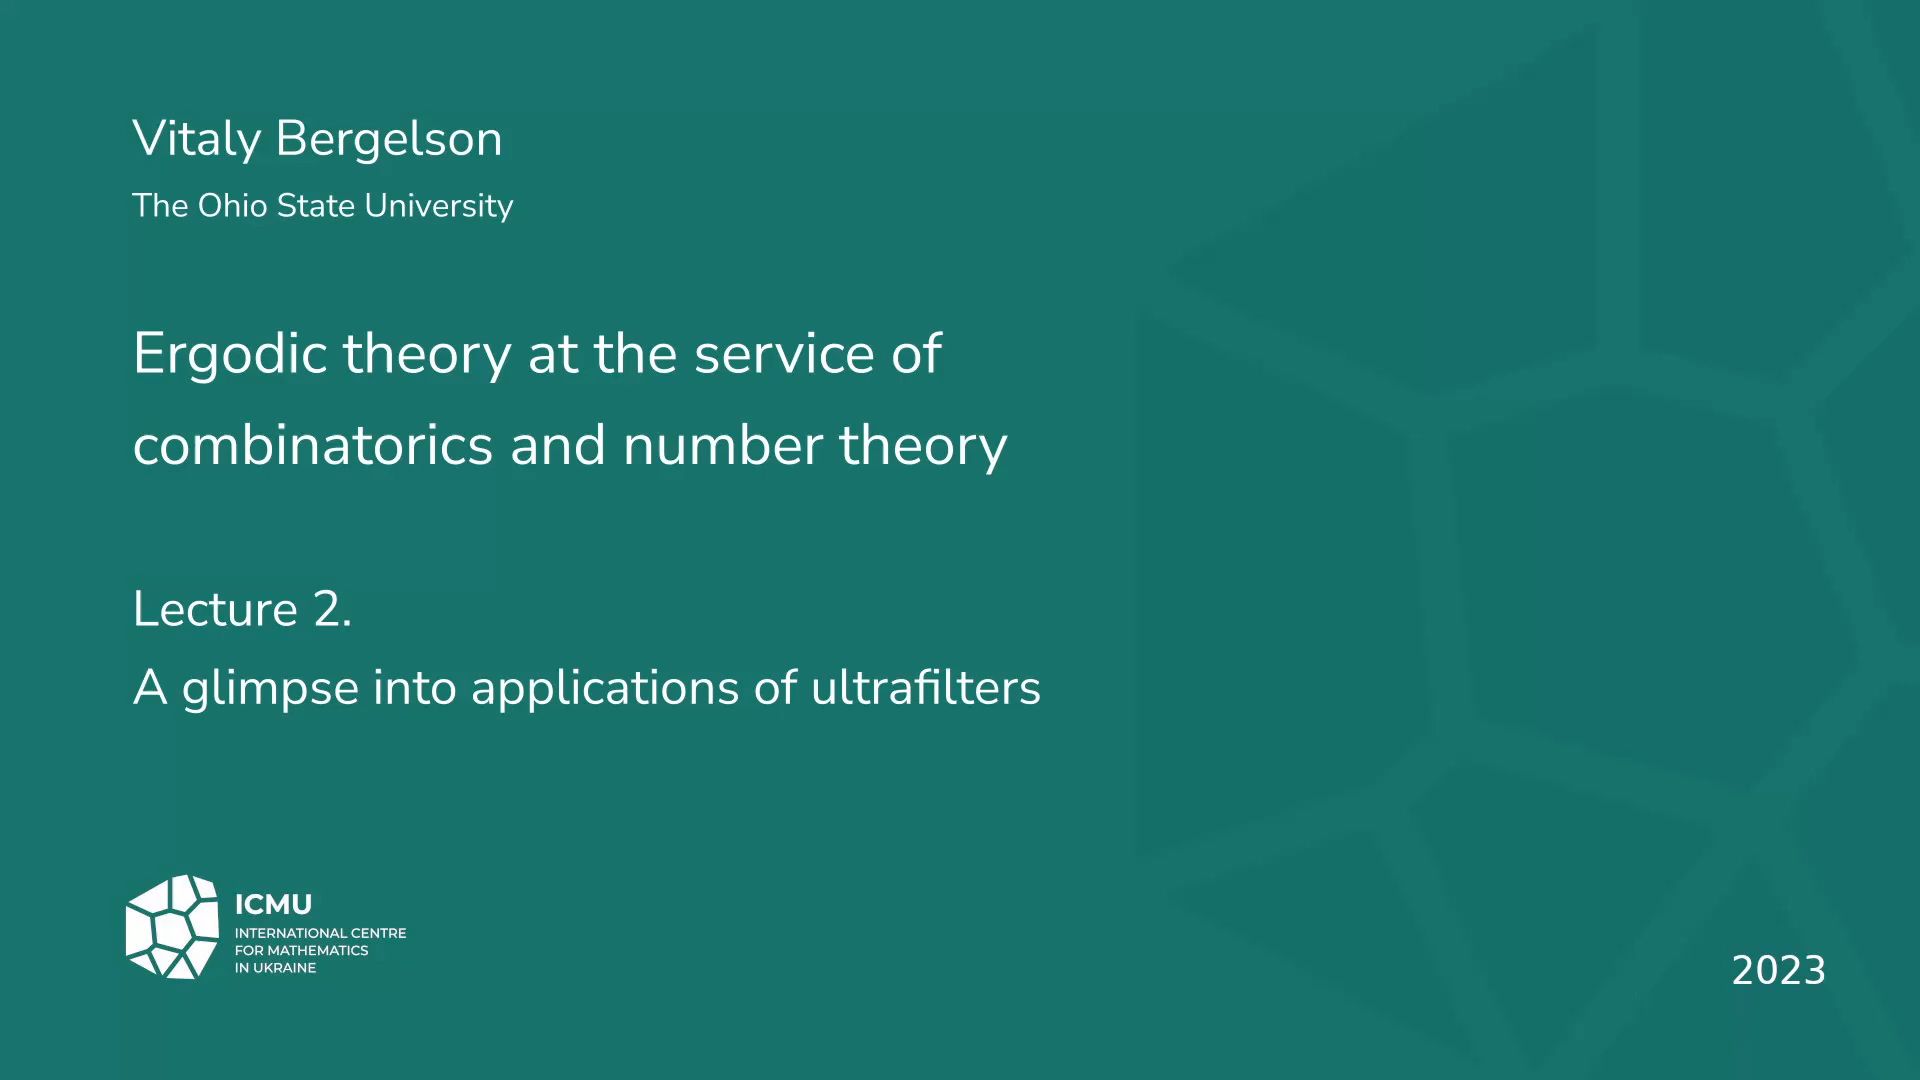 Vitaly Bergelson
The Ohio State University
Ergodic theory at the service of
combinatorics and number theory
Lecture 2.
A glimpse into applications of ultrafilters
ICMU
INTERNATIONAL CENTRE
FOR MATHEMATICS
IN UKRAINE
2023